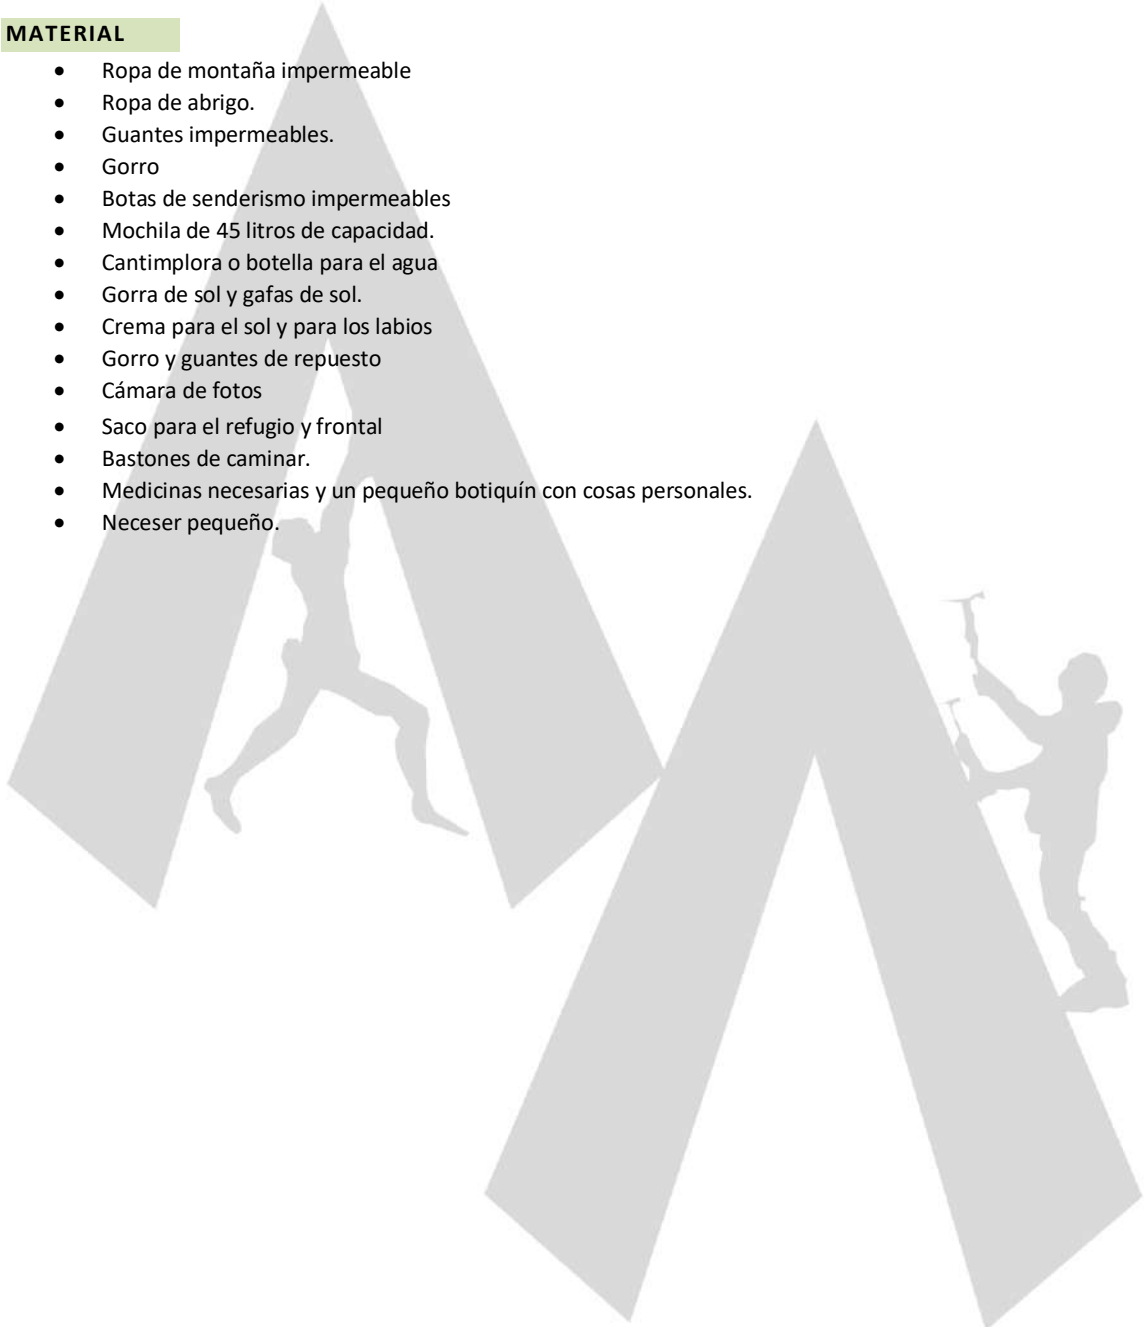 MATERIAL
• Ropa de montaña impermeable
• Ropa de abrigo.
• Guantes impermeables.
• Gorro
• Botas de senderismo impermeables
• Mochila de 45 litros de capacidad.
• Cantimplora o botella para el agua
• Gorra de sol y gafas de sol.
• Crema para el sol y para los labios
• Gorro y guantes de repuesto
• Cámara de fotos
• Saco para el refugio y frontal
• Bastones de caminar.
• Medicinas necesarias y un pequeño botiquín con cosas personales.
• Neceser pequeño.